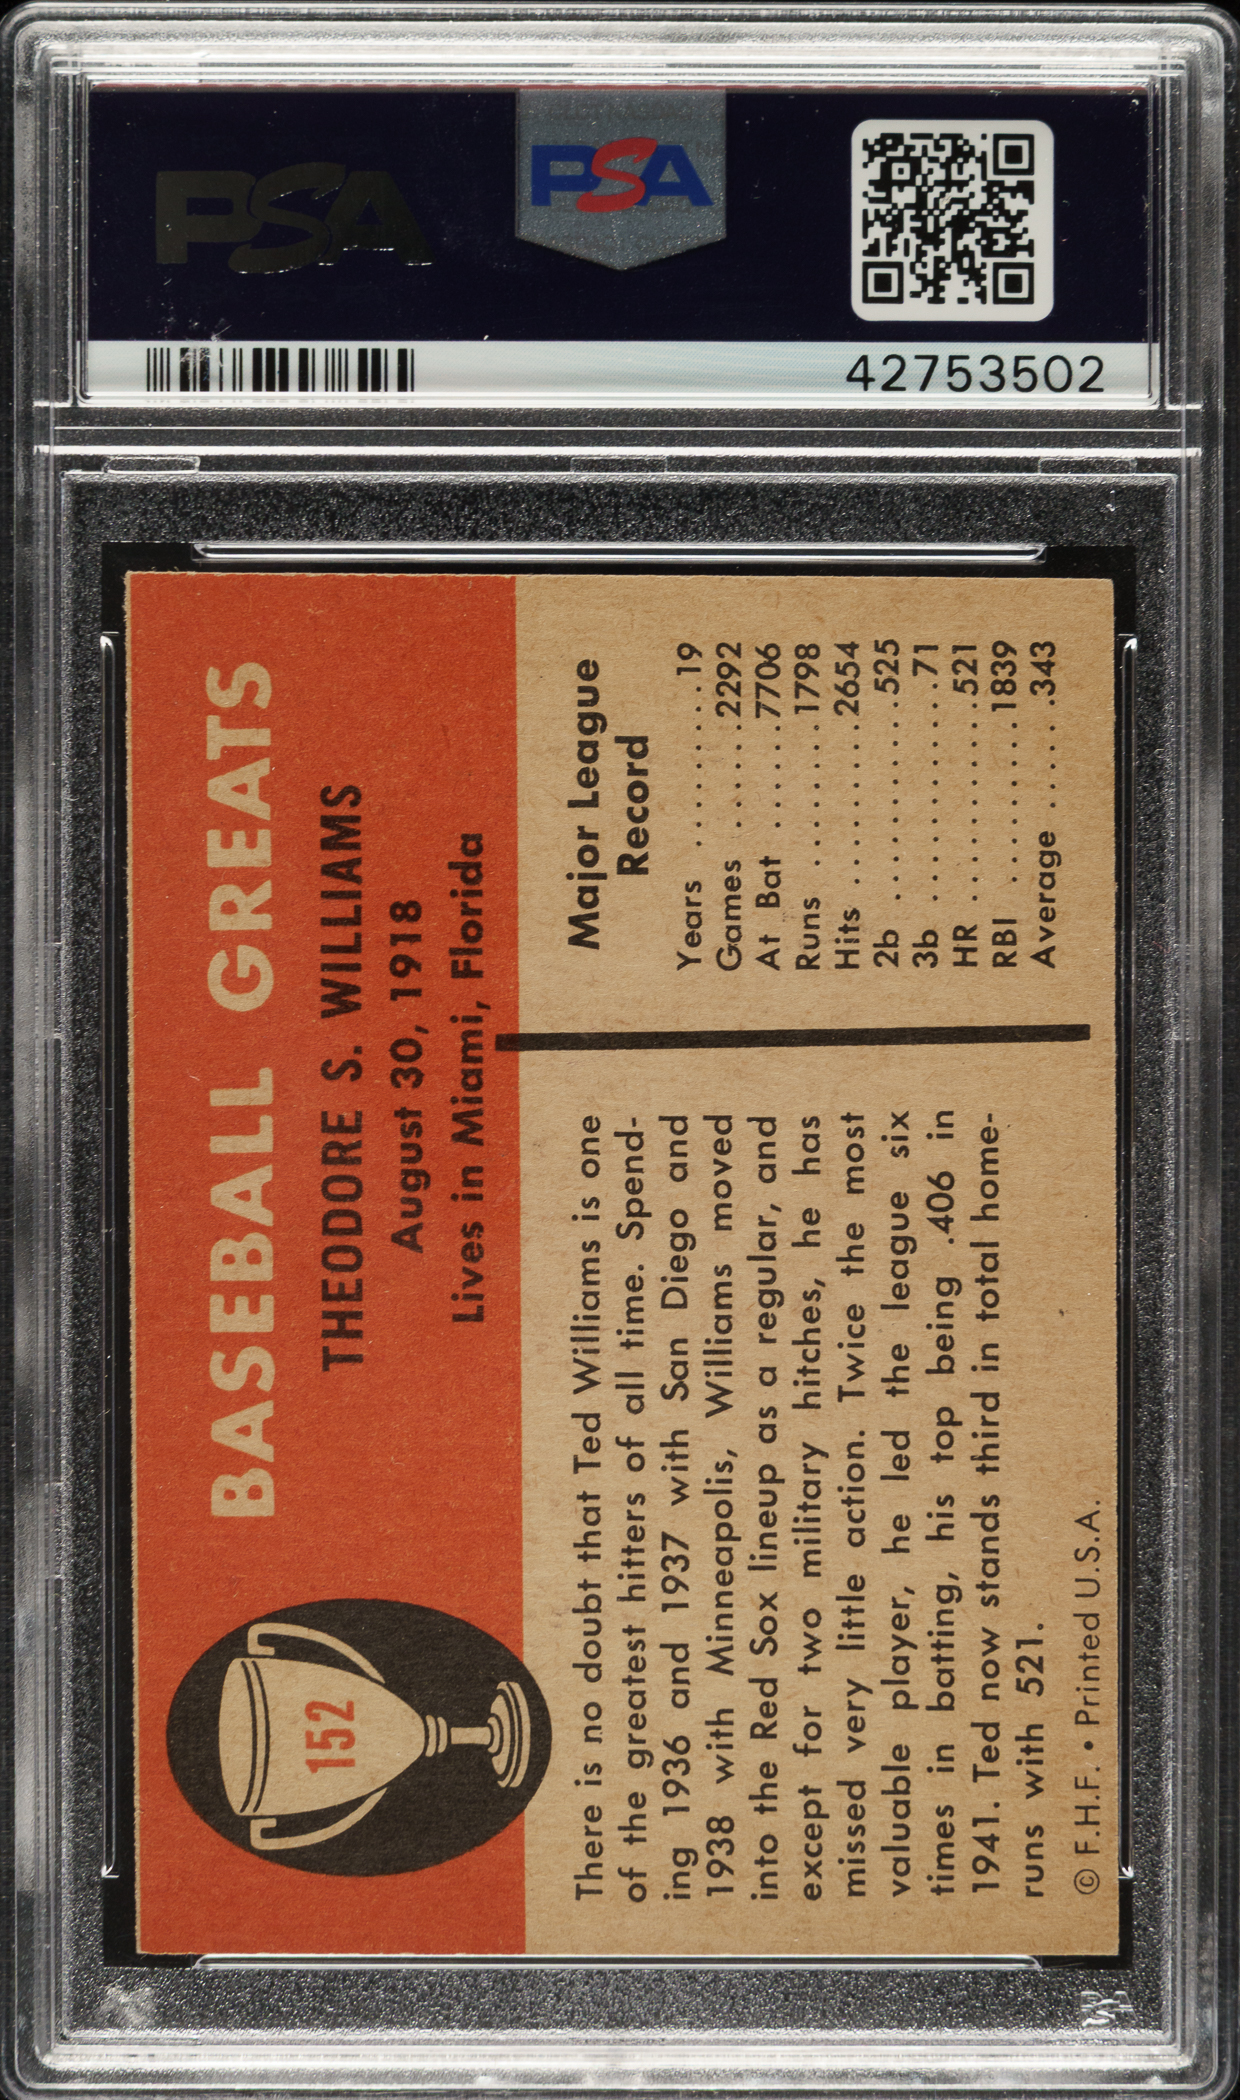 PSA
PSA
42753502
152
BASEBALL GREATS
THEODORE S. WILLIAMS
August 30, 1918
Lives in Miami, Florida
There is no doubt that Ted Williams is one
of the greatest hitters of all time. Spend-
ing 1936 and 1937 with San Diego and
1938 with Minneapolis, Williams moved
into the Red Sox lineup as a regular, and
except for two military hitches, he has
missed very little action. Twice the most
valuable player, he led the league six
times in batting, his top being .406 in
1941. Ted now stands third in total home-
runs with 521.
© F.H.F. • Printed U.S.A.
Major League
Record
Years . . . . . . . . .19
Games . . . . . .2292
At Bat . . . . . .7706
Runs . . . . . . . .1798
Hits . . . . . . . . .2654
2b . . . . . . . . . . .525
3b . . . . . . . . . . . .71
HR . . . . . . . . . . .521
RBI . . . . . . . .1839
Average . . . . . .343